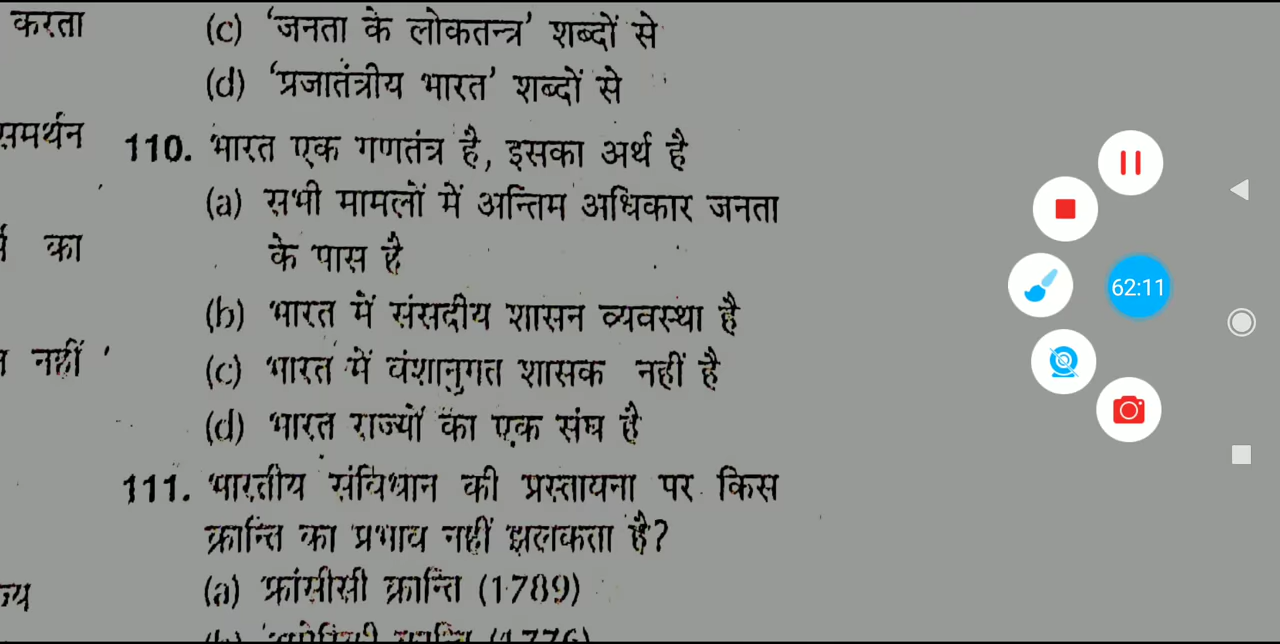 करता
(c) ‘जनता के लोकतन्त्र’ शब्दों से
(d) ‘प्रजातंत्रीय भारत’ शब्दों से
समर्थन
110. भारत एक गणतंत्र है, इसका अर्थ है
(a) सभी मामलों में अन्तिम अधिकार जनता
के पास है
का
(b) भारत में संसदीय शासन व्यवस्था है
नहीं
(c) भारत में वंशानुगत शासक नहीं है
(d) भारत राज्यों का एक संघ है
111. भारतीय संविधान की प्रस्तावना पर किस
क्रान्ति का प्रभाव नहीं झलकता है?
(a) फ्रांसीसी क्रान्ति (1789)
62:11